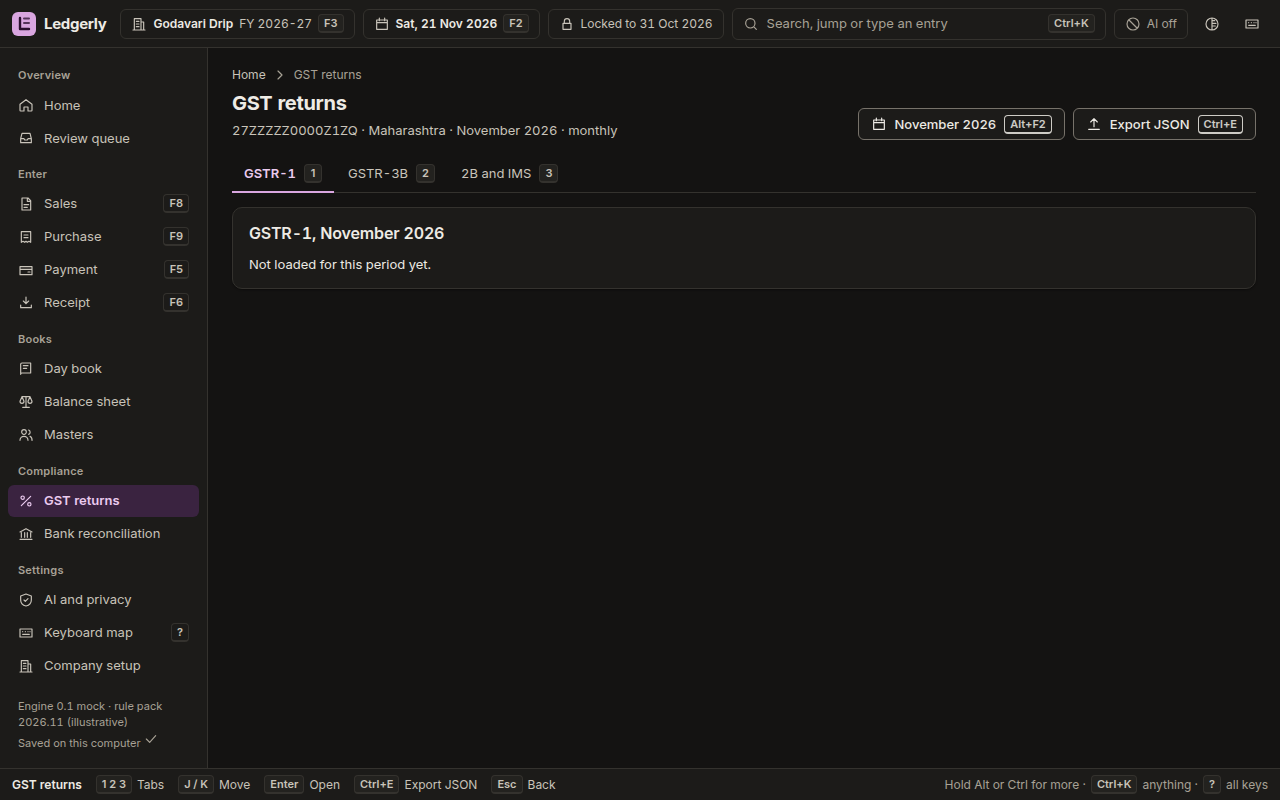 Ledgerly
Godavari Drip FY 2026-27 F3
Sat, 21 Nov 2026 F2
Locked to 31 Oct 2026
Search, jump or type an entry Ctrl+K
AI off
Overview
Home
Review queue
Enter
Sales F8
Purchase F9
Payment F5
Receipt F6
Books
Day book
Balance sheet
Masters
Compliance
GST returns
Bank reconciliation
Settings
AI and privacy
Keyboard map ?
Company setup
Engine 0.1 mock · rule pack
2026.11 (illustrative)
Saved on this computer
Home > GST returns
GST returns
27ZZZZZ0000Z1ZQ · Maharashtra · November 2026 · monthly
November 2026 Alt+F2
Export JSON Ctrl+E
GSTR-1 1
GSTR-3B 2
2B and IMS 3
GSTR-1, November 2026
Not loaded for this period yet.
GST returns 1 2 3 Tabs J / K Move Enter Open Ctrl+E Export JSON Esc Back
Hold Alt or Ctrl for more · Ctrl+K anything · ? all keys